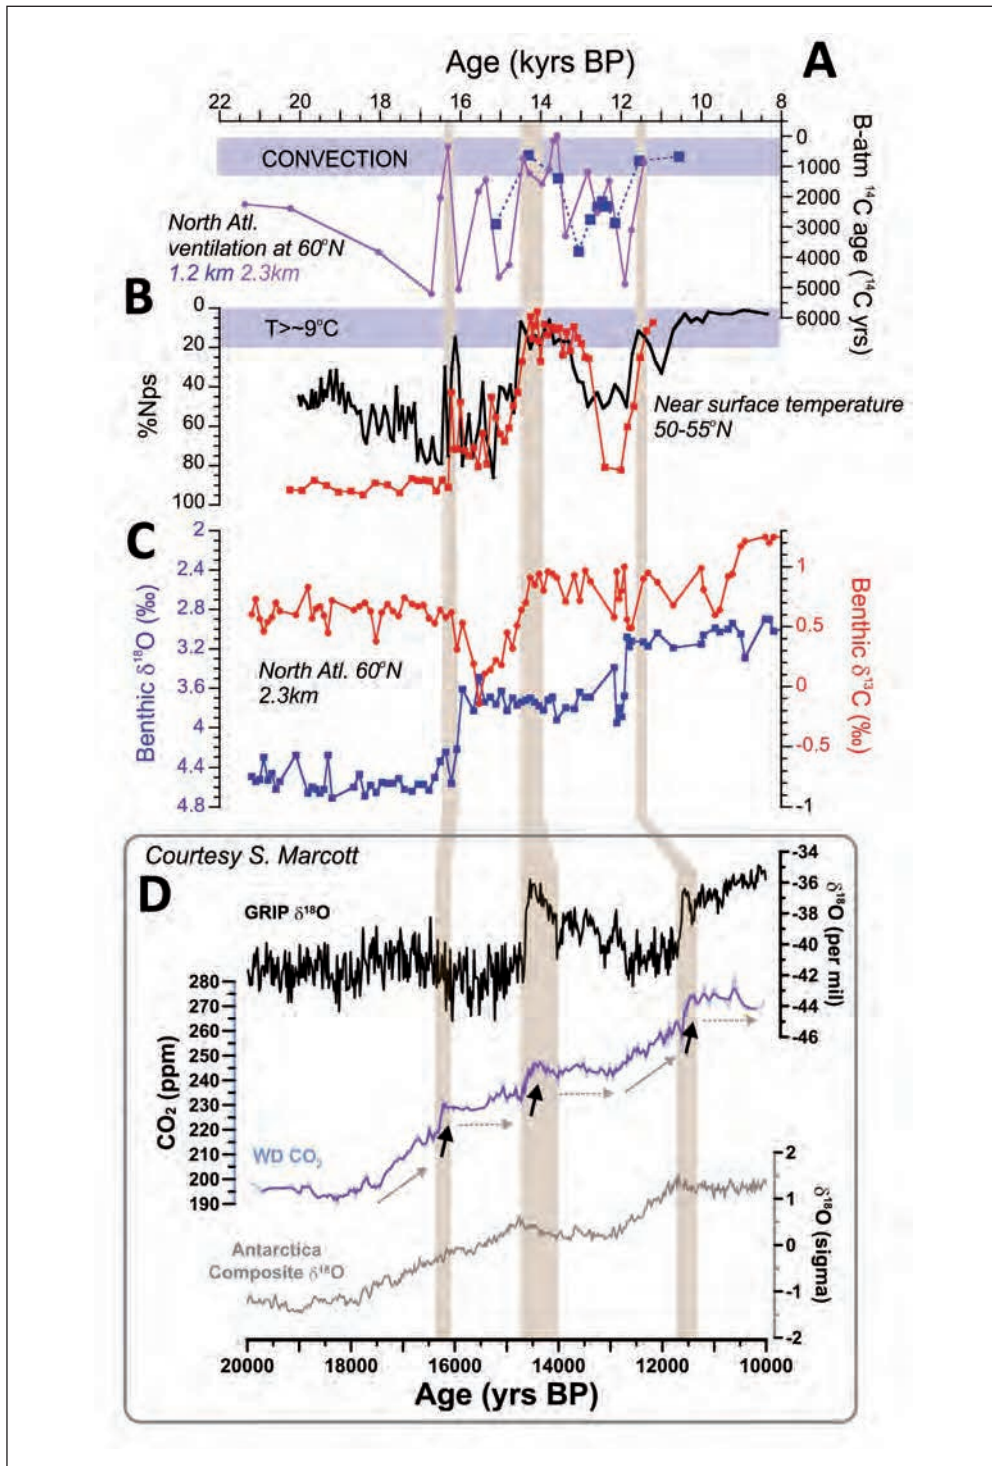 Age (kyrs BP)
A
22 20 18 16 14 12 10 8
CONVECTION
0
1000
2000
3000
4000
5000
6000
B-atm ¹⁴C age (¹⁴C yrs)
North Atl.
ventilation at 60°N
1.2 km 2.3km
B
0
20
40
60
80
100
%Nps
T>~9°C
Near surface temperature
50-55°N
C
2
2.4
2.8
3.2
3.6
4
4.4
4.8
Benthic δ¹⁸O (‰)
North Atl. 60°N
2.3km
1
0.5
0
-0.5
-1
Benthic δ¹³C (‰)
Courtesy S. Marcott
D
GRIP δ¹⁸O
-34
-36
-38
-40
-42
-44
-46
δ¹⁸O (per mil)
280
270
260
250
240
230
220
210
200
190
CO₂ (ppm)
WD CO₂
Antarctica
Composite δ¹⁸O
2
1
0
-1
-2
δ¹⁸O (sigma)
20000 18000 16000 14000 12000 10000
Age (yrs BP)